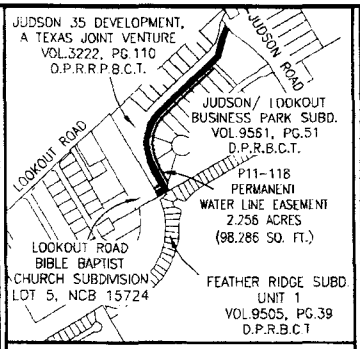 JUDSON 35 DEVELOPMENT,
A TEXAS JOINT VENTURE
VOL.3222, PG.110
O.P.R.R.P.B.C.T.
JUDSON ROAD
LOOKOUT ROAD
JUDSON/ LOOKOUT
BUSINESS PARK SUBD.
VOL.9561, PG.51
D.P.R.B.C.T.
P11-118
PERMANENT
WATER LINE EASEMENT
2.256 ACRES
(98.286 SQ. FT.)
LOOKOUT ROAD
BIBLE BAPTIST
CHURCH SUBDIVISION
LOT 5, NCB 15724
FEATHER RIDGE SUBD.
UNIT 1
VOL.9505, PG.39
D.P.R.B.C.T